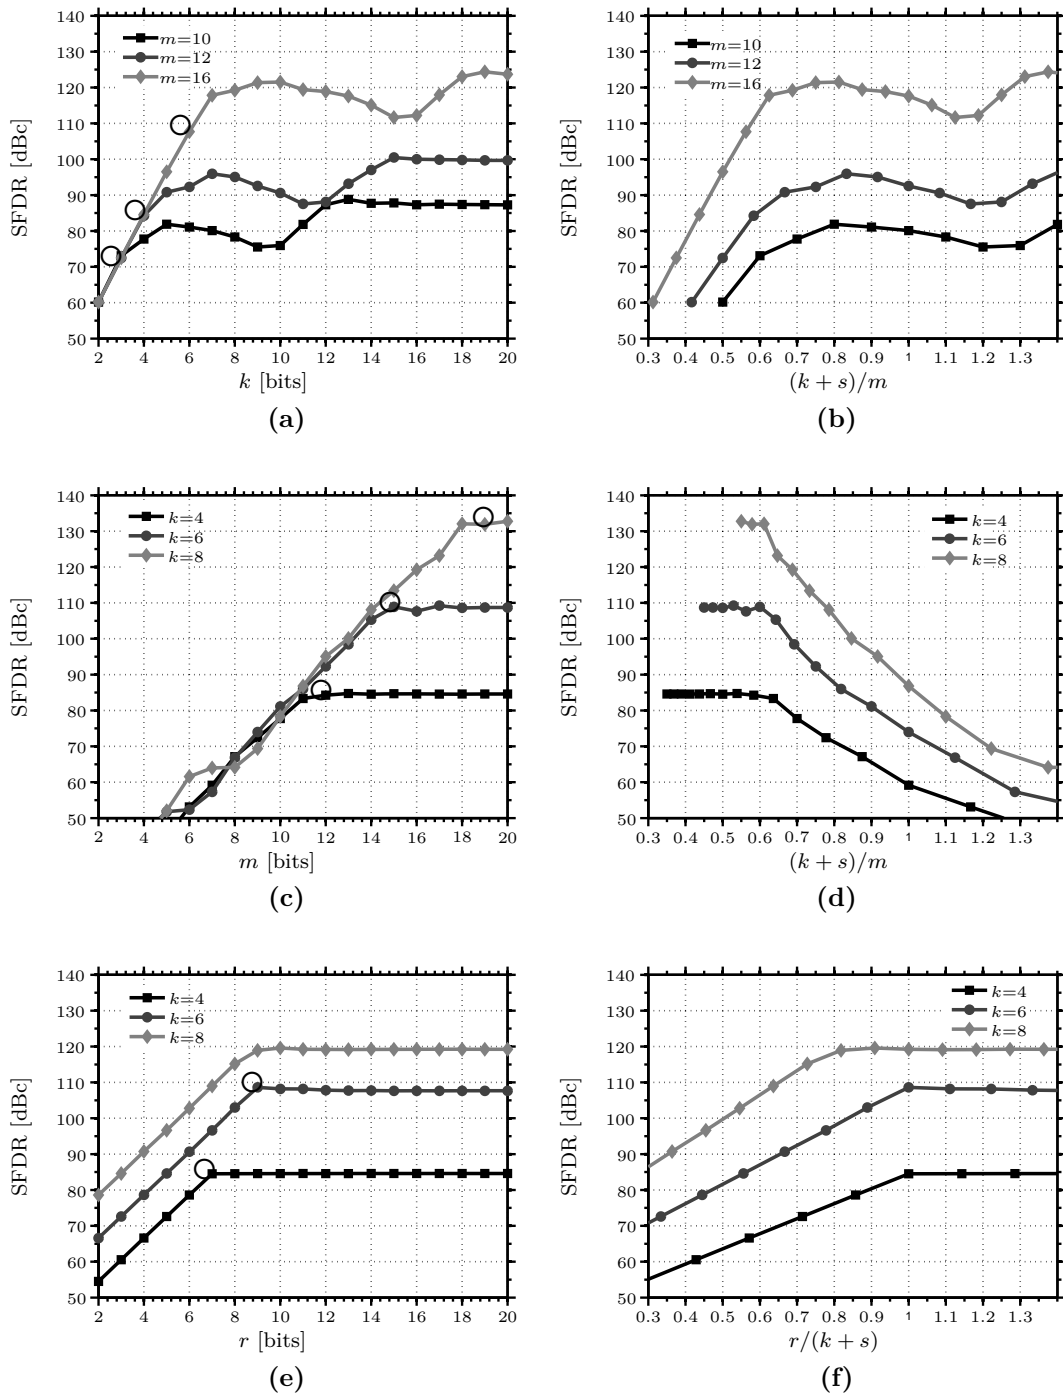 140
130
120
110
100
90
80
70
60
50
SFDR [dBc]
m=10
m=12
m=16
2 4 6 8 10 12 14 16 18 20
k [bits]
(a)
140
130
120
110
100
90
80
70
60
50
SFDR [dBc]
m=10
m=12
m=16
0.3 0.4 0.5 0.6 0.7 0.8 0.9 1 1.1 1.2 1.3
(k + s)/m
(b)
140
130
120
110
100
90
80
70
60
50
SFDR [dBc]
k=4
k=6
k=8
2 4 6 8 10 12 14 16 18 20
m [bits]
(c)
140
130
120
110
100
90
80
70
60
50
SFDR [dBc]
k=4
k=6
k=8
0.3 0.4 0.5 0.6 0.7 0.8 0.9 1 1.1 1.2 1.3
(k + s)/m
(d)
140
130
120
110
100
90
80
70
60
50
SFDR [dBc]
k=4
k=6
k=8
2 4 6 8 10 12 14 16 18 20
r [bits]
(e)
140
130
120
110
100
90
80
70
60
50
SFDR [dBc]
k=4
k=6
k=8
0.3 0.4 0.5 0.6 0.7 0.8 0.9 1 1.1 1.2 1.3
r/(k + s)
(f)